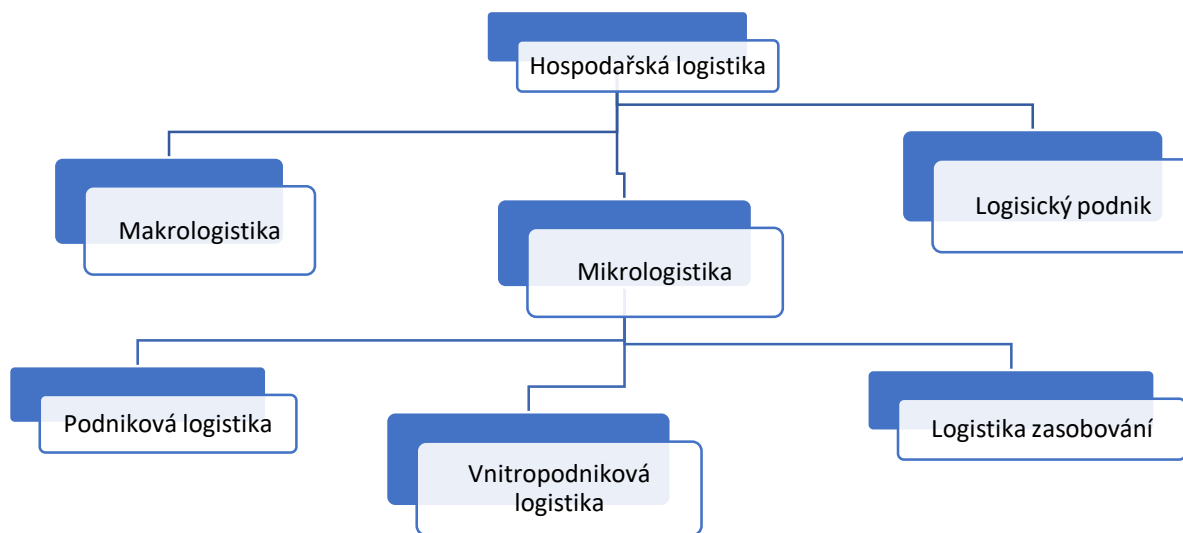 Hospodařská logistika
Makrologistika
Mikrologistika
Logisický podnik
Podniková logistika
Vnitropodniková
logistika
Logistika zasobování